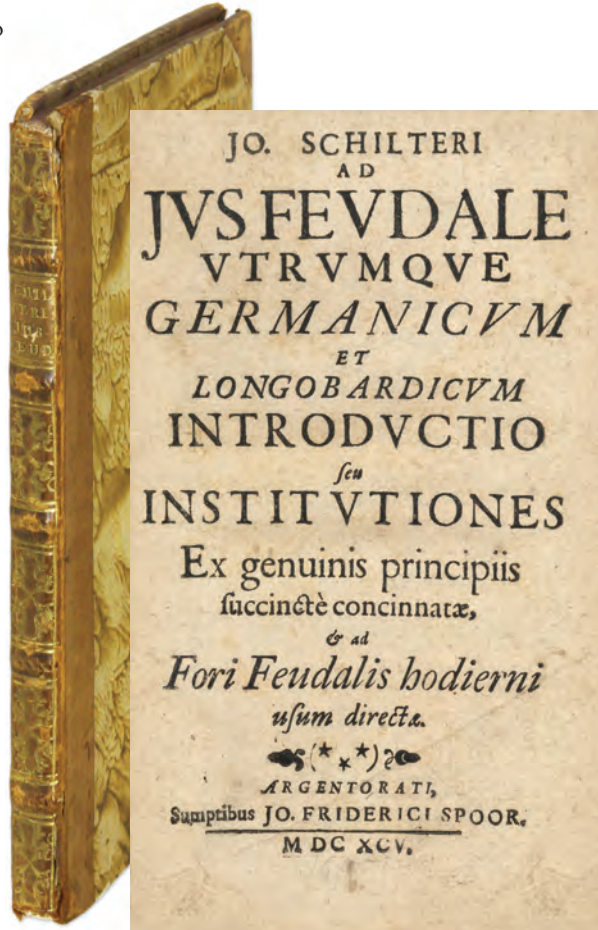 JO. SCHILTERI
AD
JVS FEVDALE
VTRVMQVE
GERMANICVM
ET
LONGOBARDICVM
INTRODVCTIO
ſeu
INSTITVTIONES
Ex genuinis principiis
ſuccinctè concinnatæ,
& ad
Fori Feudalis hodierni
uſum directæ.
(* * *)
ARGENTORATI,
Sumptibus JO. FRIDERICI SPOOR.
M DC XCV.